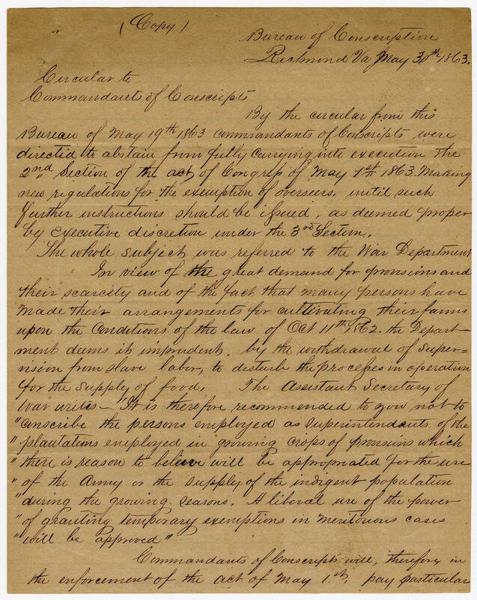 (Copy)
Bureau of Conscription
Richmond Va May 30th 1863.
Circular to
Commandants of Conscripts
By the circular from this
Bureau of May 19th 1863 commandants of Conscripts were
directed to abstain from fully carrying into execution the
2nd Section of the act of Congress of May 1st 1863. Making
new regulations for the exemption of overseers, until such
further instructions should be issued, as deemed proper
by executive discretion under the 3rd Section.
The whole subject was referred to the War Department
In view of the great demand for provisions and
their scarcity and of the fact that many persons have
made their arrangements for cultivating their farms
upon the Conditions of the law of Oct 11th 1862. the Depart-
ment deems it imprudent. by the withdrawal of Super-
vision from slave labor, to disturb the process in operation
for the supply of food. The Assistant Secretary of
War writes – "It is therefore recommended to you not to
"conscribe the persons employed as Superintendents of the
"plantations employed in growing crops of provisions which
"there is reason to believe will be appropriated for the use
"of the Army or the supply of the indigent population
"during the growing seasons. A liberal use of the power
"of granting temporary exemptions in meritorious cases
"will be approved"
Commandants of Conscripts will, therefore, in
the enforcement of the act of May 1st, pay particular